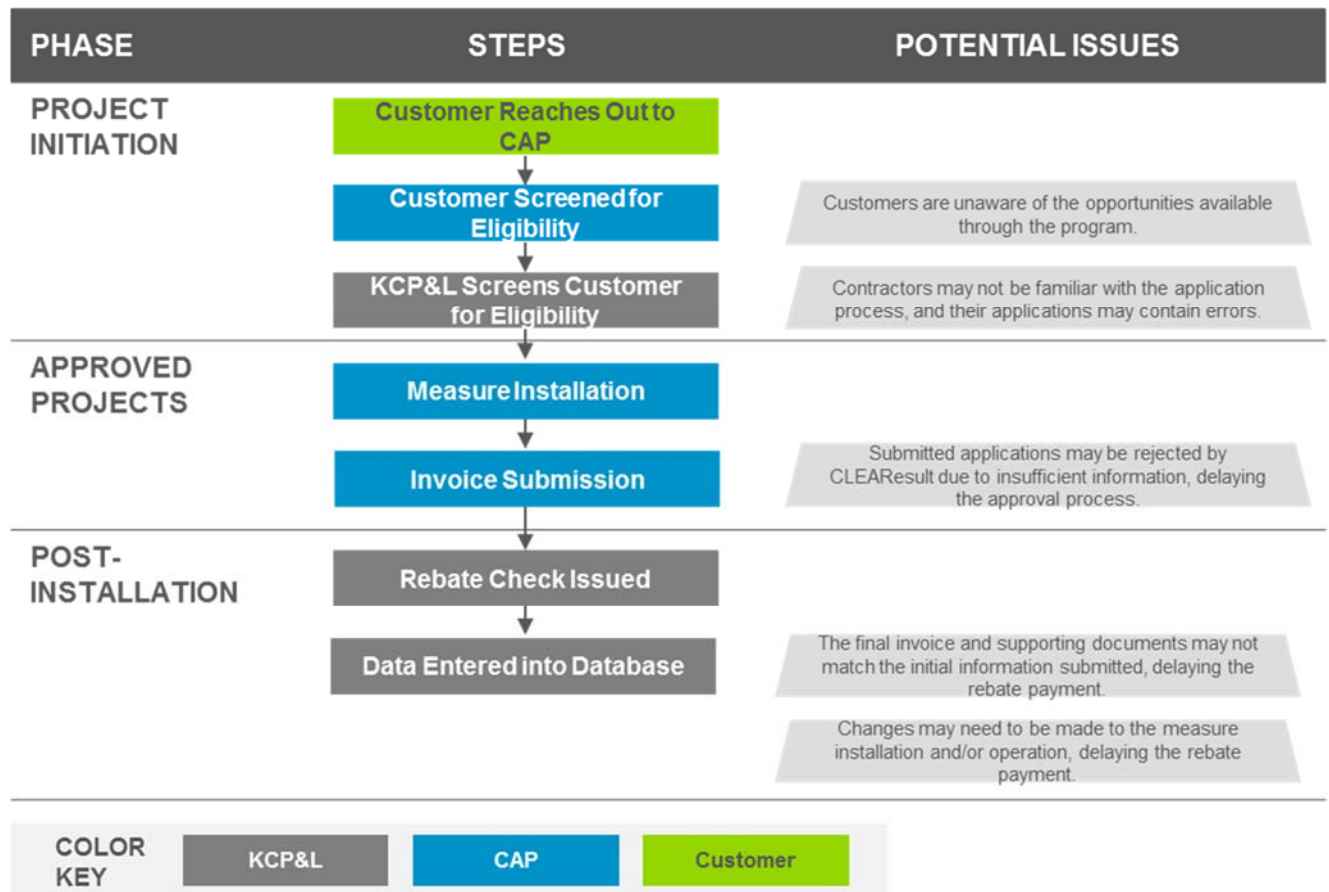 PHASE
STEPS
POTENTIAL ISSUES
PROJECT
INITIATION
Customer Reaches Out to
CAP
Customer Screened for
Eligibility
Customers are unaware of the opportunities available
through the program.
KCP&L Screens Customer
for Eligibility
Contractors may not be familiar with the application
process, and their applications may contain errors.
APPROVED
PROJECTS
Measure Installation
Invoice Submission
Submitted applications may be rejected by
CLEAResult due to insufficient information, delaying
the approval process.
POST-
INSTALLATION
Rebate Check Issued
Data Entered into Database
The final invoice and supporting documents may not
match the initial information submitted, delaying the
rebate payment.
Changes may need to be made to the measure
installation and/or operation, delaying the rebate
payment.
COLOR
KEY
KCP&L
CAP
Customer